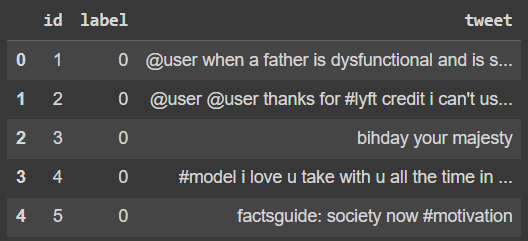 id label tweet
0 1 0 @user when a father is dysfunctional and is s...
1 2 0 @user @user thanks for #lyft credit i can't us...
2 3 0 bihday your majesty
3 4 0 #model i love u take with u all the time in ...
4 5 0 factsguide: society now #motivation